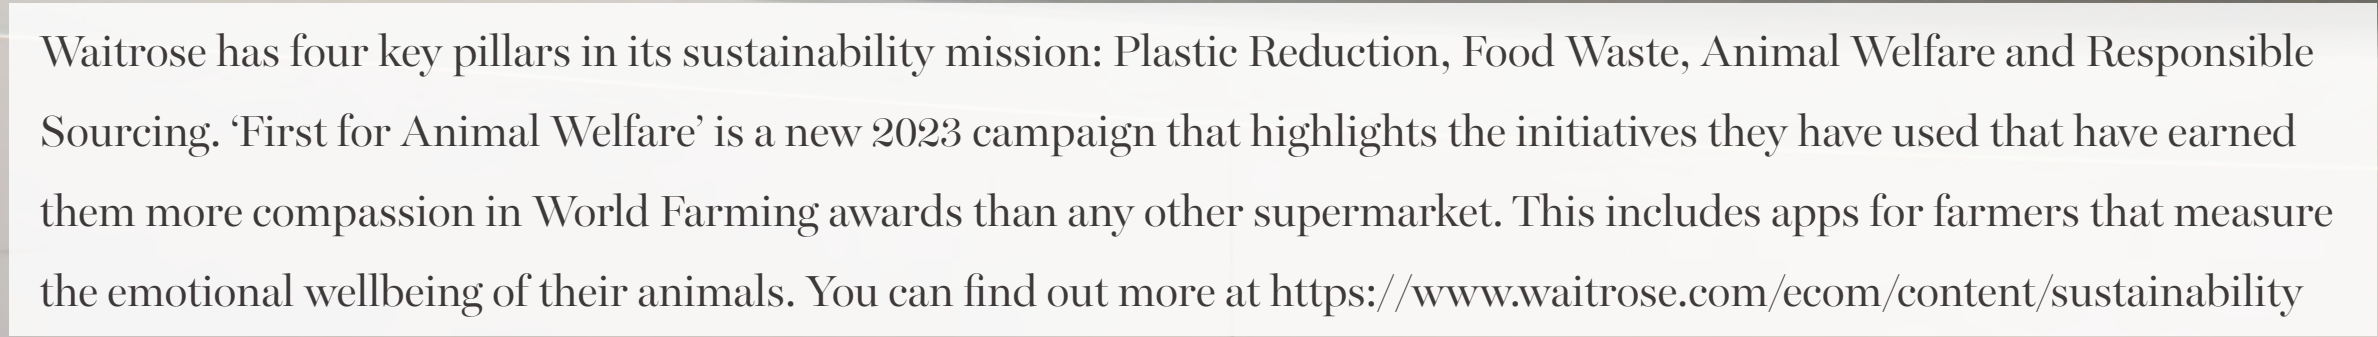 Waitrose has four key pillars in its sustainability mission: Plastic Reduction, Food Waste, Animal Welfare and Responsible
Sourcing. ‘First for Animal Welfare’ is a new 2023 campaign that highlights the initiatives they have used that have earned
them more compassion in World Farming awards than any other supermarket. This includes apps for farmers that measure
the emotional wellbeing of their animals. You can find out more at https://www.waitrose.com/ecom/content/sustainability